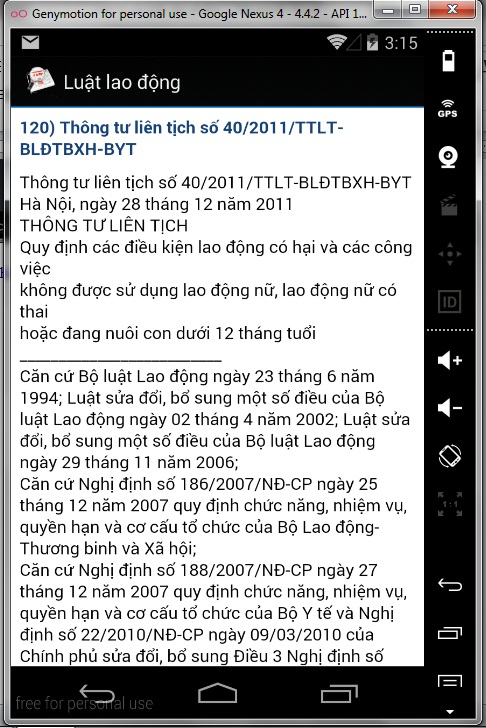 Genymotion for personal use - Google Nexus 4 - 4.4.2 - API 1...
3:15
Luật lao động
120) Thông tư liên tịch số 40/2011/TTLT-
BLĐTBXH-BYT
Thông tư liên tịch số 40/2011/TTLT-BLĐTBXH-BYT
Hà Nội, ngày 28 tháng 12 năm 2011
THÔNG TƯ LIÊN TỊCH
Quy định các điều kiện lao động có hại và các công
việc
không được sử dụng lao động nữ, lao động nữ có
thai
hoặc đang nuôi con dưới 12 tháng tuổi
_______________________
Căn cứ Bộ luật Lao động ngày 23 tháng 6 năm
1994; Luật sửa đổi, bổ sung một số điều của Bộ
luật Lao động ngày 02 tháng 4 năm 2002; Luật sửa
đổi, bổ sung một số điều của Bộ luật Lao động
ngày 29 tháng 11 năm 2006;
Căn cứ Nghị định số 186/2007/NĐ-CP ngày 25
tháng 12 năm 2007 quy định chức năng, nhiệm vụ,
quyền hạn và cơ cấu tổ chức của Bộ Lao động-
Thương binh và Xã hội;
Căn cứ Nghị định số 188/2007/NĐ-CP ngày 27
tháng 12 năm 2007 quy định chức năng, nhiệm vụ,
quyền hạn và cơ cấu tổ chức của Bộ Y tế và Nghị
định số 22/2010/NĐ-CP ngày 09/03/2010 của
Chính phủ sửa đổi, bổ sung Điều 3 Nghị định số
free for personal use
GPS
ID
1:1